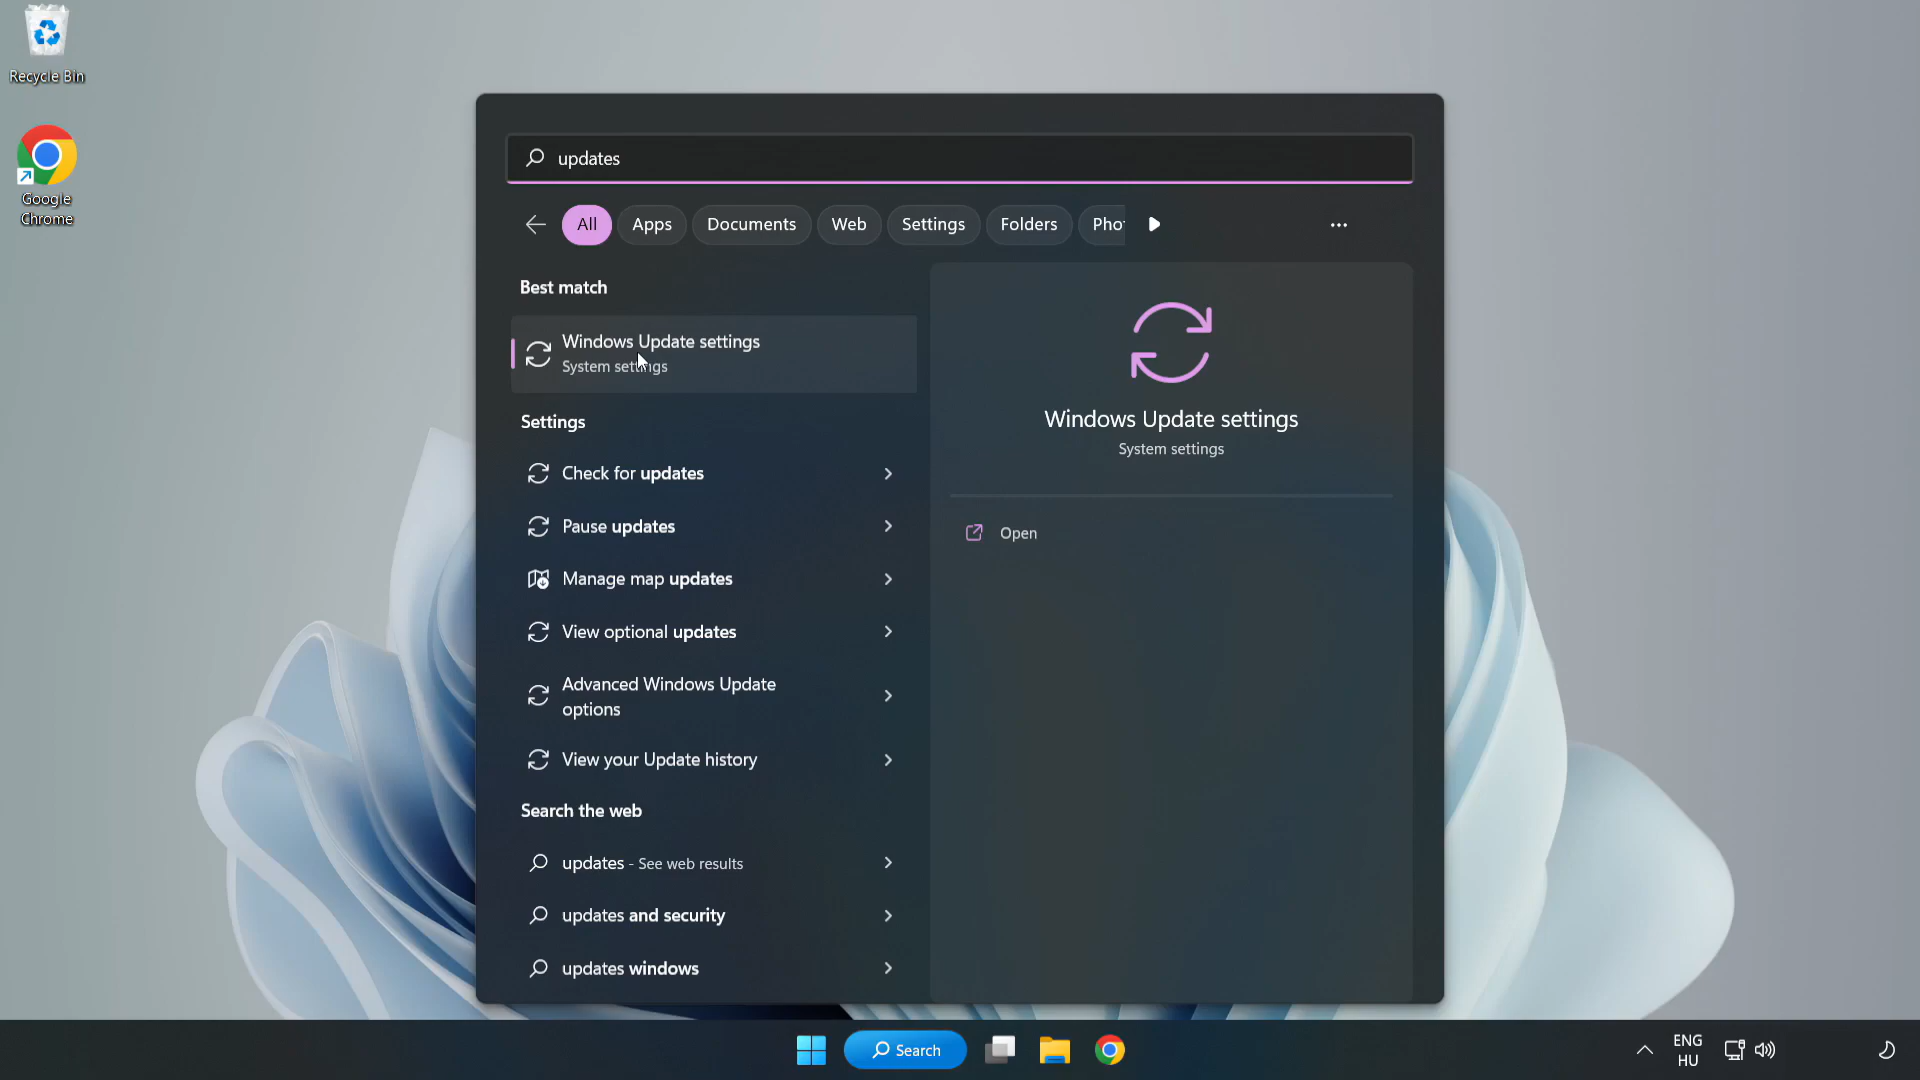 Recycle Bin
Google
Chrome
updates
All
Apps
Documents
Web
Settings
Folders
Best match
Windows Update settings
System settings
Settings
Check for updates
Pause updates
Manage map updates
View optional updates
Advanced Windows Update
options
View your Update history
Search the web
updates - See web results
updates and security
updates windows
Windows Update settings
System settings
Open
Search
ENG
HU